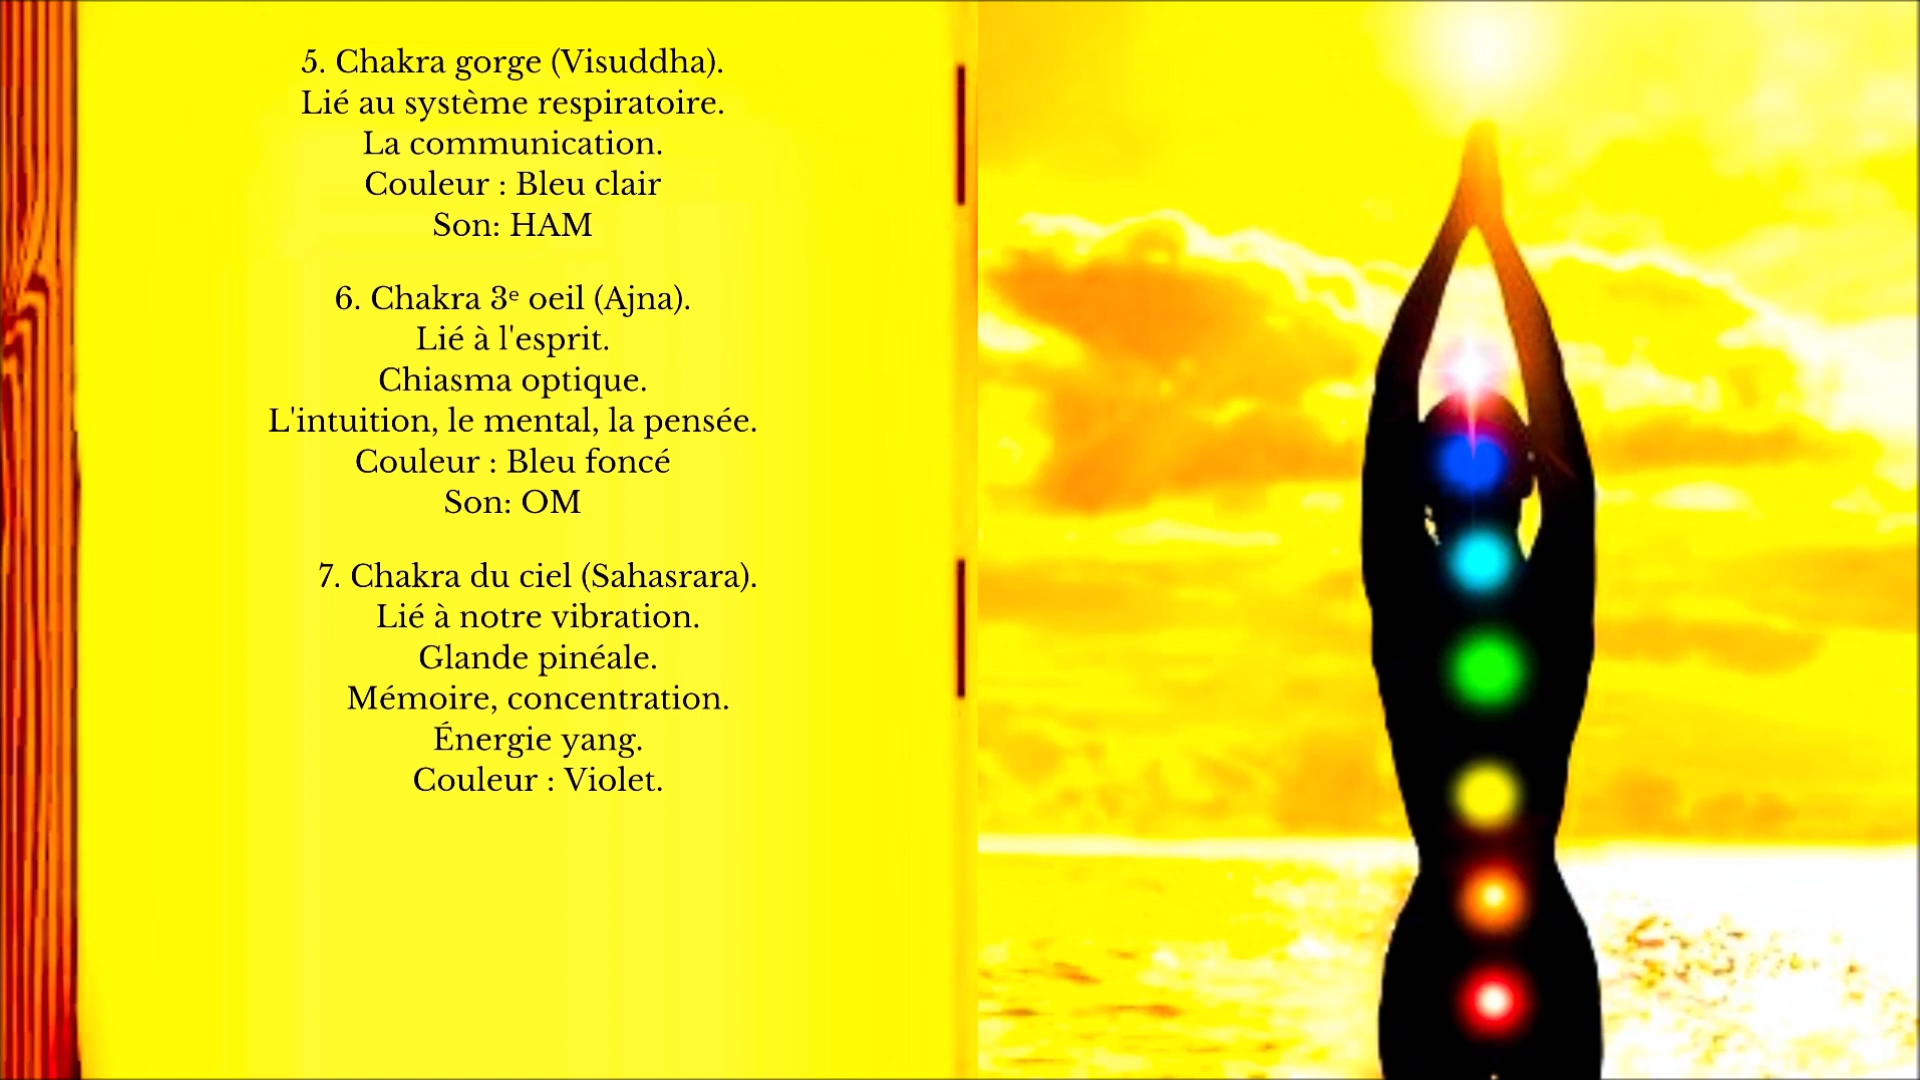 5. Chakra gorge (Visuddha).
Lié au système respiratoire.
La communication.
Couleur : Bleu clair
Son: HAM
6. Chakra 3ᵉ oeil (Ajna).
Lié à l'esprit.
Chiasma optique.
L'intuition, le mental, la pensée.
Couleur : Bleu foncé
Son: OM
7. Chakra du ciel (Sahasrara).
Lié à notre vibration.
Glande pinéale.
Mémoire, concentration.
Énergie yang.
Couleur : Violet.